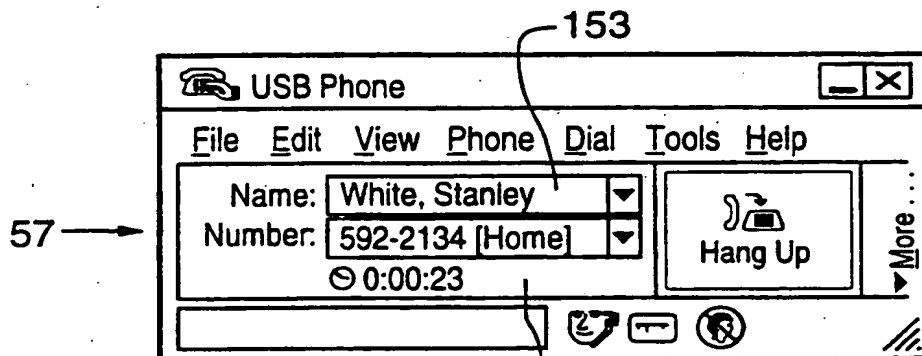 153
USB Phone
File Edit View Phone Dial Tools Help
Name: White, Stanley
Number: 592-2134 [Home]
0:00:23
Hang Up
More ...
57